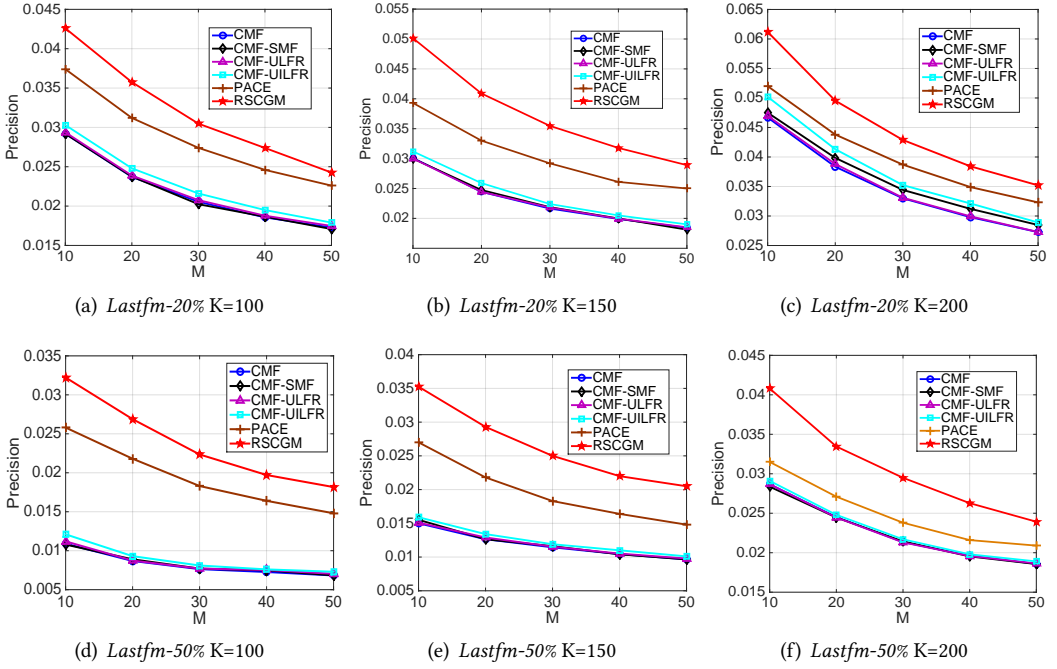 0.045
0.04
0.035
0.03
0.025
0.02
0.015
Precision
10 20 30 40 50
M
CMF
CMF-SMF
CMF-ULFR
CMF-UILFR
PACE
RSCGM
(a) Lastfm-20% K=100
0.055
0.05
0.045
0.04
0.035
0.03
0.025
0.02
Precision
10 20 30 40 50
M
CMF
CMF-SMF
CMF-ULFR
CMF-UILFR
PACE
RSCGM
(b) Lastfm-20% K=150
0.065
0.06
0.055
0.05
0.045
0.04
0.035
0.03
0.025
Precision
10 20 30 40 50
M
CMF
CMF-SMF
CMF-ULFR
CMF-UILFR
PACE
RSCGM
(c) Lastfm-20% K=200
0.035
0.03
0.025
0.02
0.015
0.01
0.005
Precision
10 20 30 40 50
M
CMF
CMF-SMF
CMF-ULFR
CMF-UILFR
PACE
RSCGM
(d) Lastfm-50% K=100
0.04
0.035
0.03
0.025
0.02
0.015
0.01
0.005
Precision
10 20 30 40 50
M
CMF
CMF-SMF
CMF-ULFR
CMF-UILFR
PACE
RSCGM
(e) Lastfm-50% K=150
0.045
0.04
0.035
0.03
0.025
0.02
0.015
Precision
10 20 30 40 50
M
CMF
CMF-SMF
CMF-ULFR
CMF-UILFR
PACE
RSCGM
(f) Lastfm-50% K=200